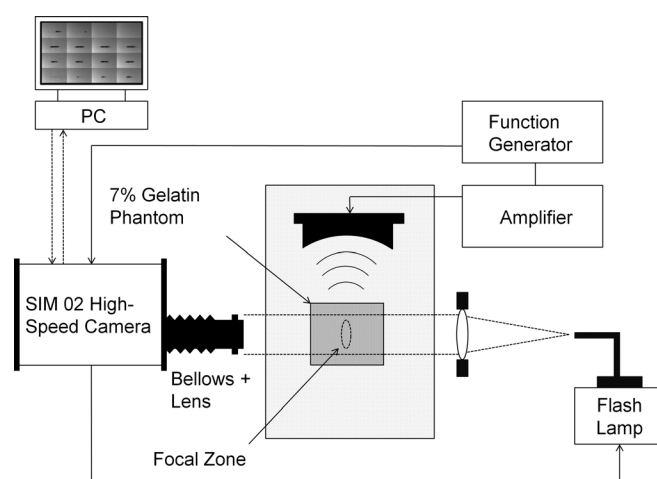 PC
Function
Generator
7% Gelatin
Phantom
Amplifier
SIM 02 High-
Speed Camera
Bellows +
Lens
Flash
Lamp
Focal Zone